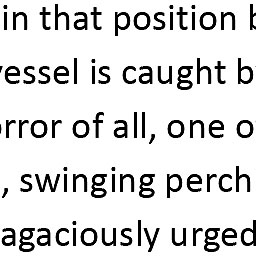 in that position b
vessel is caught b
rror of all, one o
, swinging perch
agaciously urged